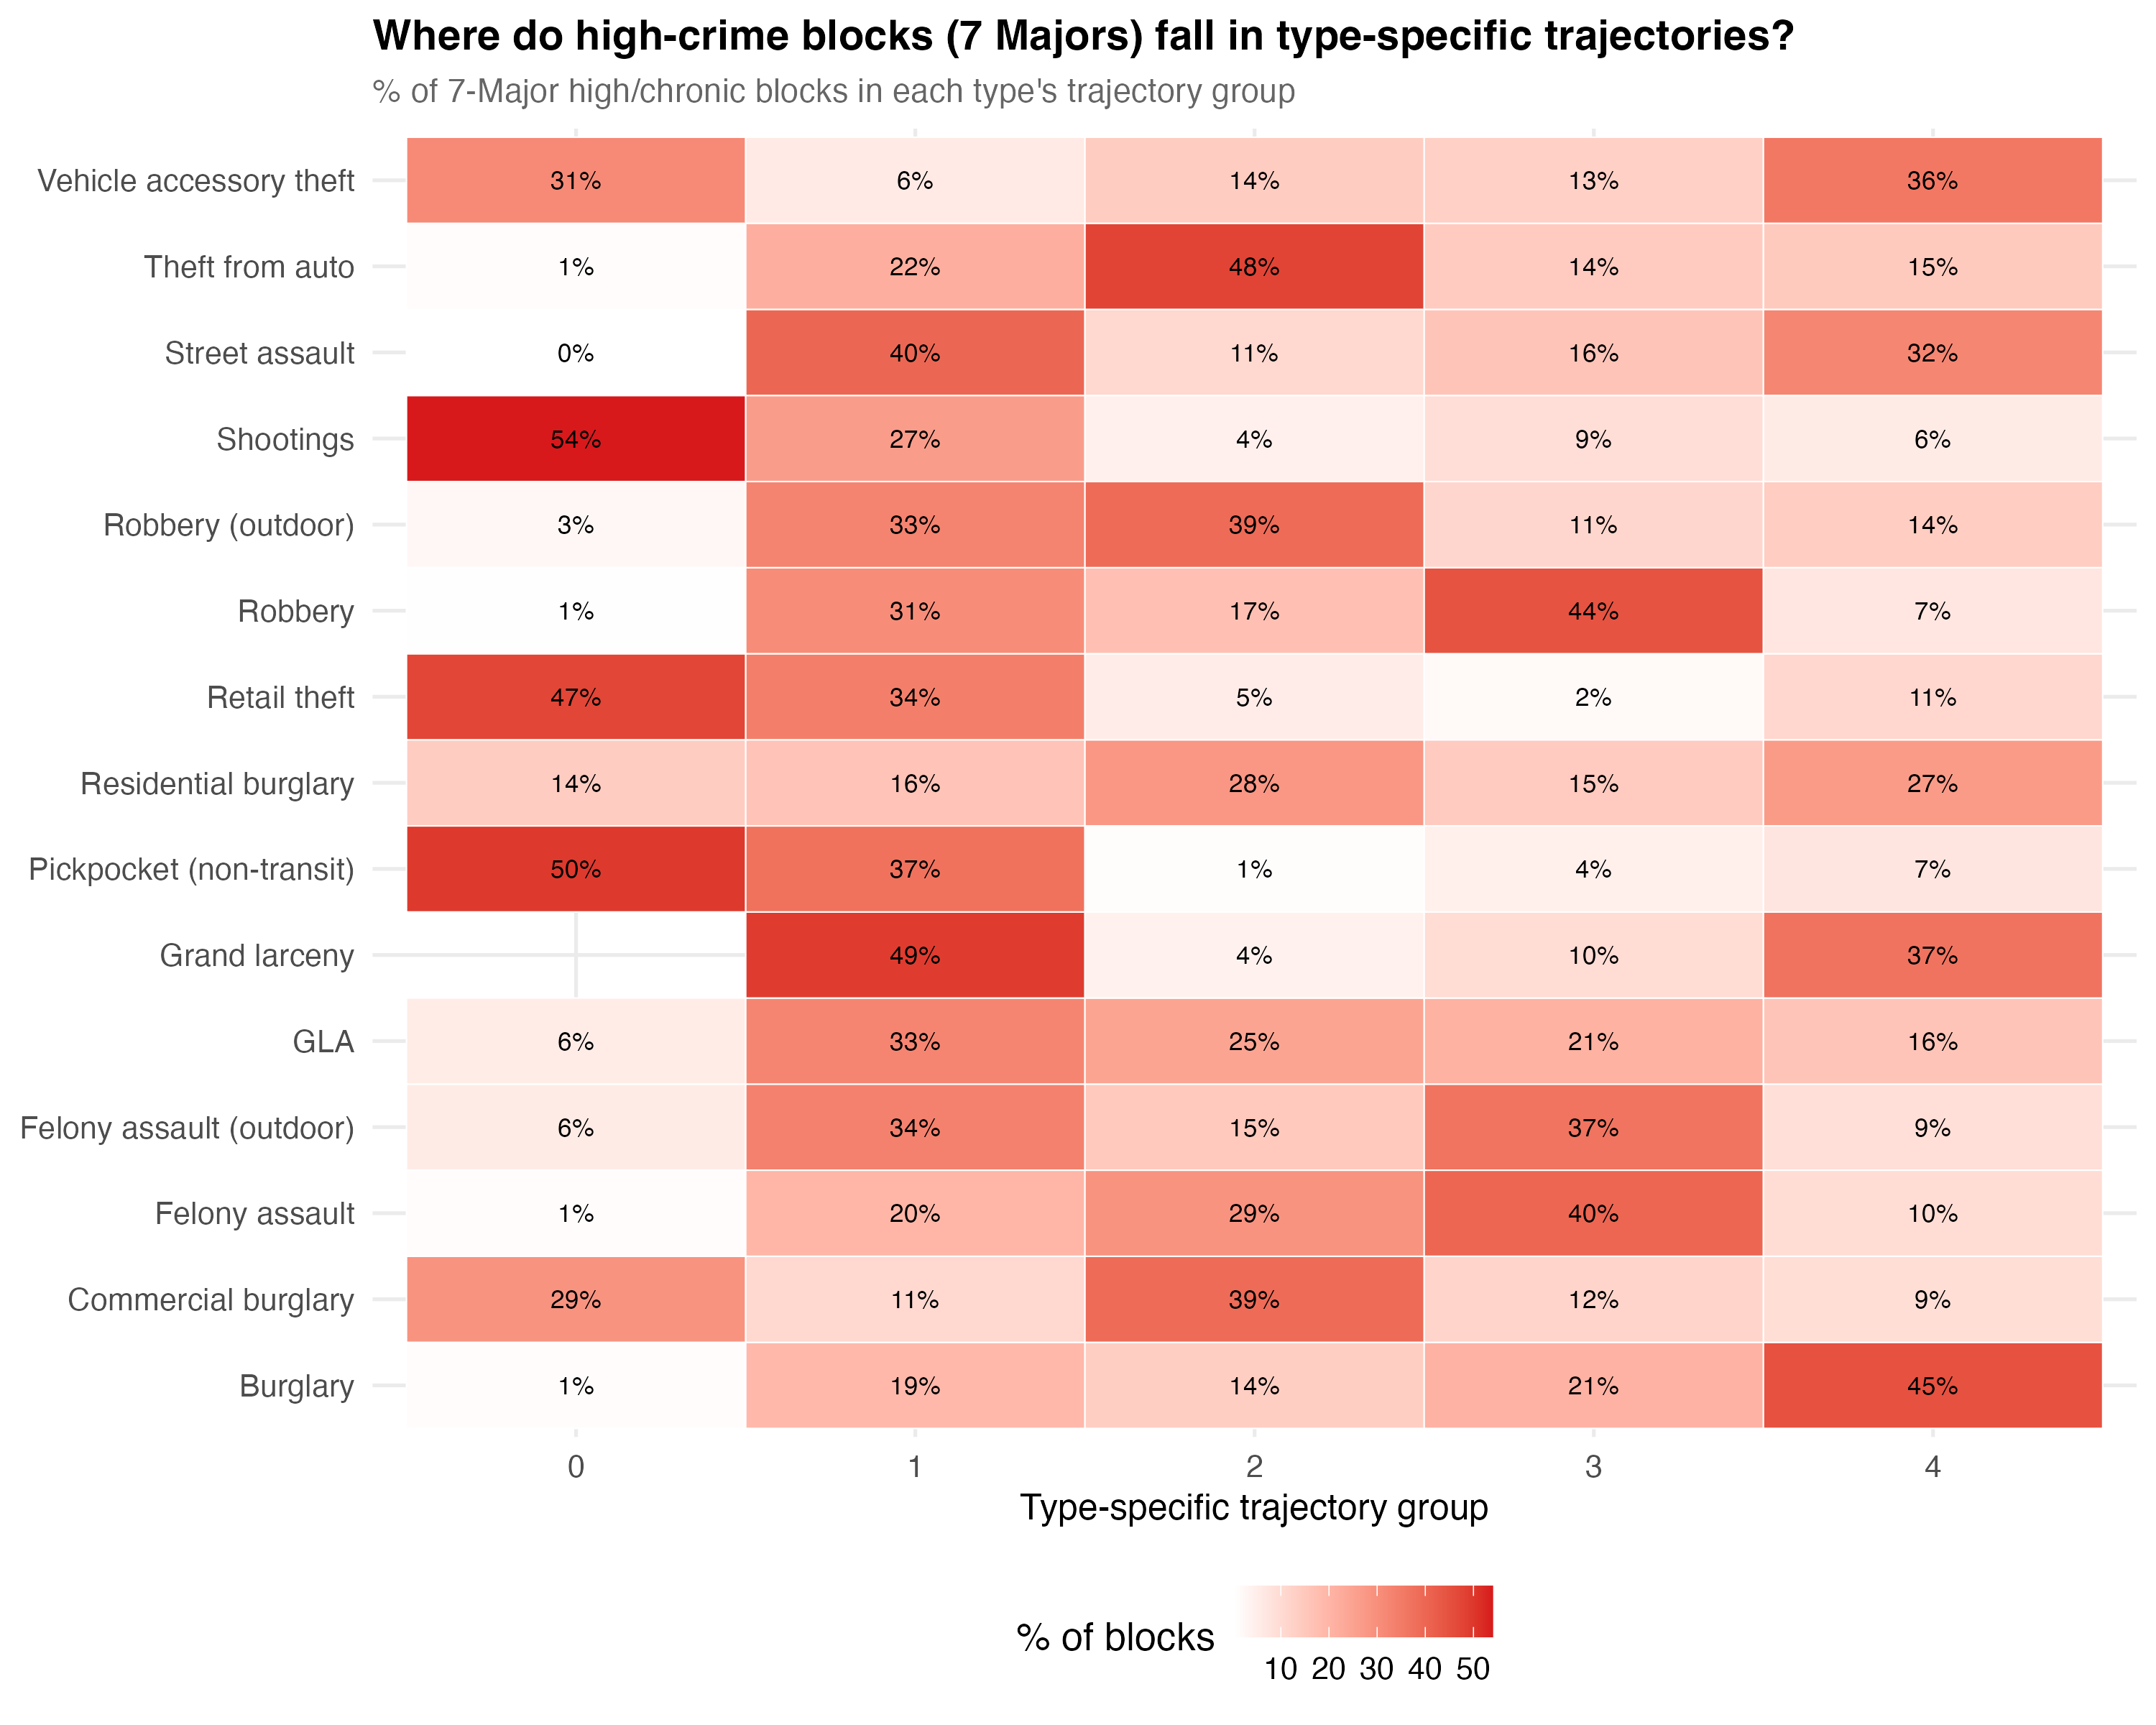 Where do high-crime blocks (7 Majors) fall in type-specific trajectories?
% of 7-Major high/chronic blocks in each type's trajectory group
Vehicle accessory theft 31% 6% 14% 13% 36%
Theft from auto 1% 22% 48% 14% 15%
Street assault 0% 40% 11% 16% 32%
Shootings 54% 27% 4% 9% 6%
Robbery (outdoor) 3% 33% 39% 11% 14%
Robbery 1% 31% 17% 44% 7%
Retail theft 47% 34% 5% 2% 11%
Residential burglary 14% 16% 28% 15% 27%
Pickpocket (non-transit) 50% 37% 1% 4% 7%
Grand larceny 49% 4% 10% 37%
GLA 6% 33% 25% 21% 16%
Felony assault (outdoor) 6% 34% 15% 37% 9%
Felony assault 1% 20% 29% 40% 10%
Commercial burglary 29% 11% 39% 12% 9%
Burglary 1% 19% 14% 21% 45%
0 1 2 3 4
Type-specific trajectory group
% of blocks
10 20 30 40 50